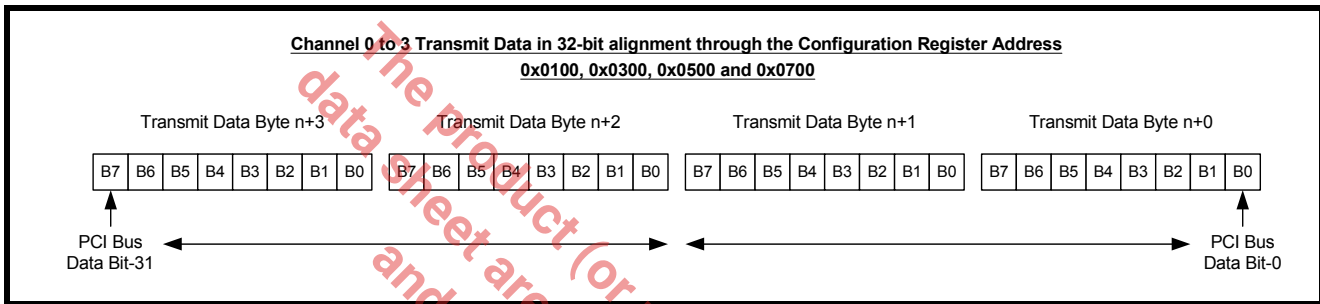 Channel 0 to 3 Transmit Data in 32-bit alignment through the Configuration Register Address
0x0100, 0x0300, 0x0500 and 0x0700
Transmit Data Byte n+3 Transmit Data Byte n+2 Transmit Data Byte n+1 Transmit Data Byte n+0
B7 B6 B5 B4 B3 B2 B1 B0 B7 B6 B5 B4 B3 B2 B1 B0 B7 B6 B5 B4 B3 B2 B1 B0 B7 B6 B5 B4 B3 B2 B1 B0
PCI Bus PCI Bus
Data Bit-31 Data Bit-0
The product (or
data sheet are
and